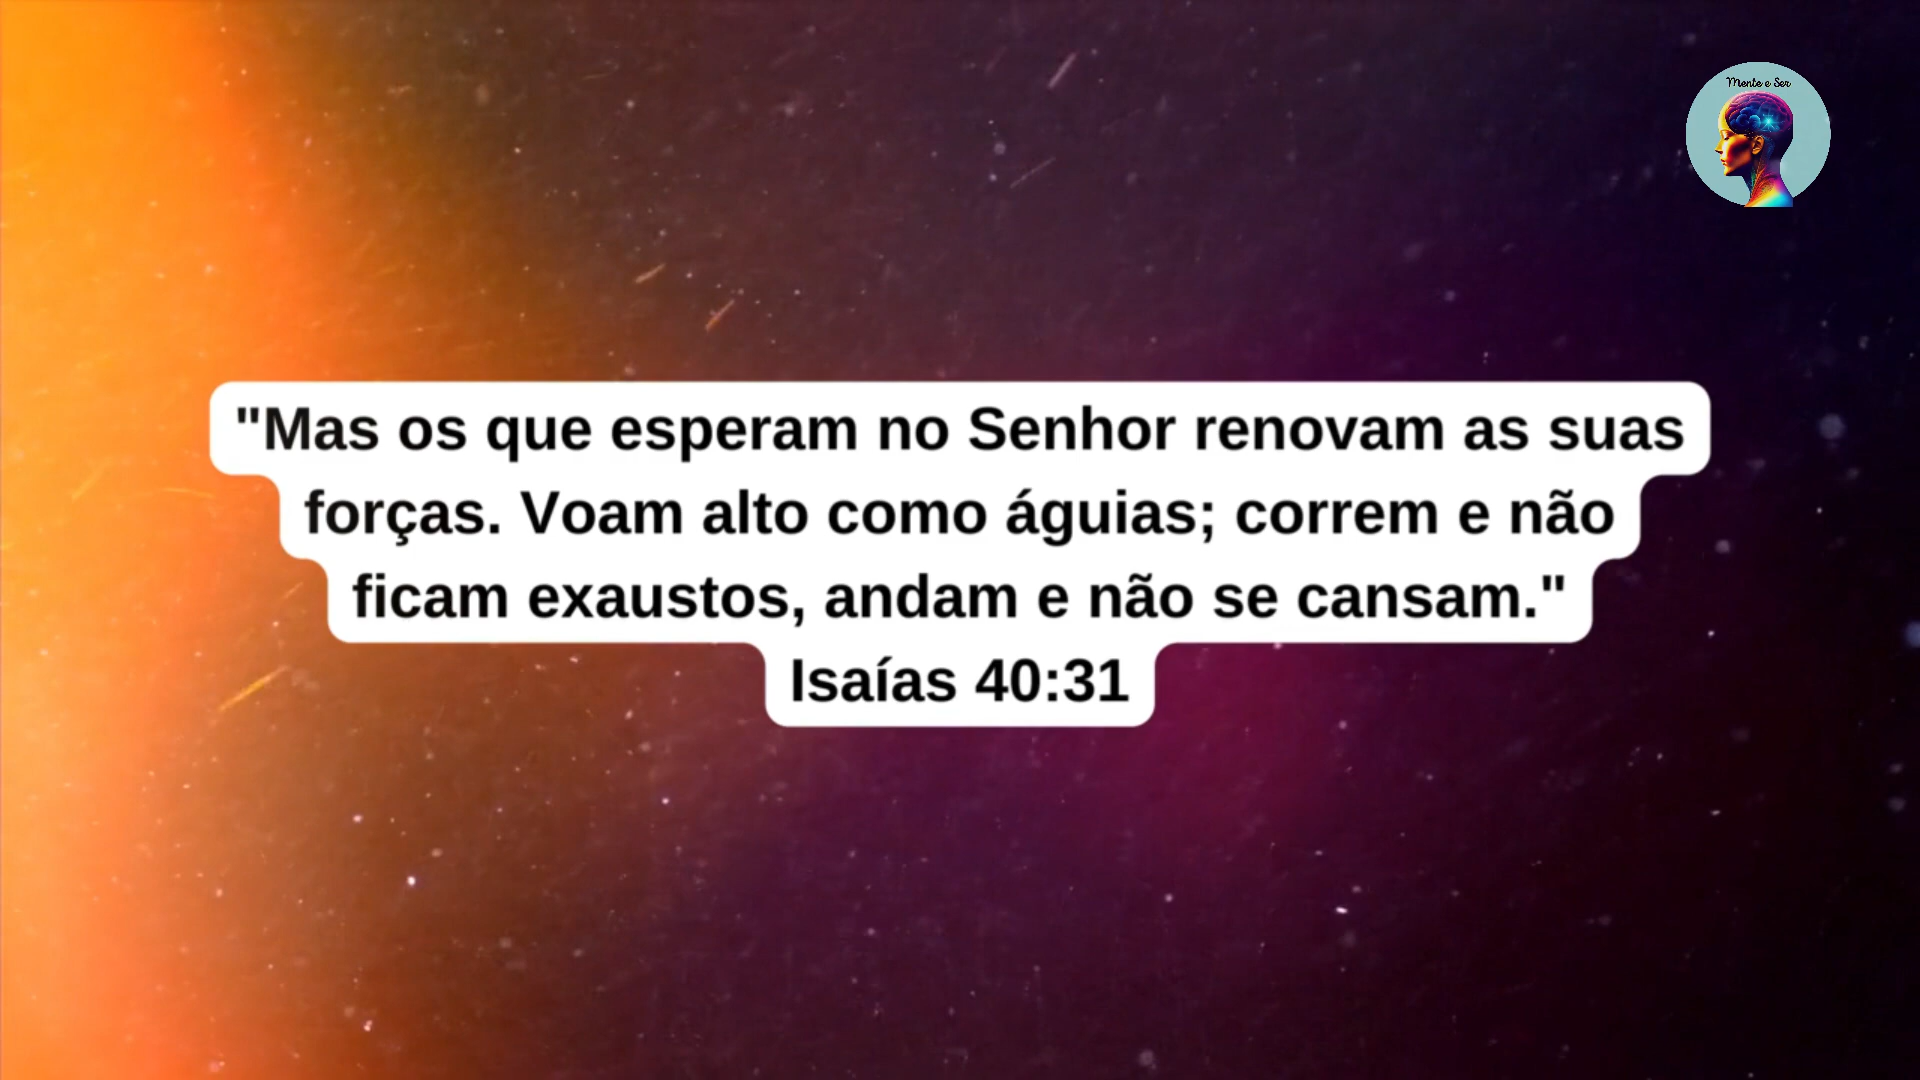 Mente e Ser
"Mas os que esperam no Senhor renovam as suas
forças. Voam alto como águias; correm e não
ficam exaustos, andam e não se cansam."
Isaías 40:31